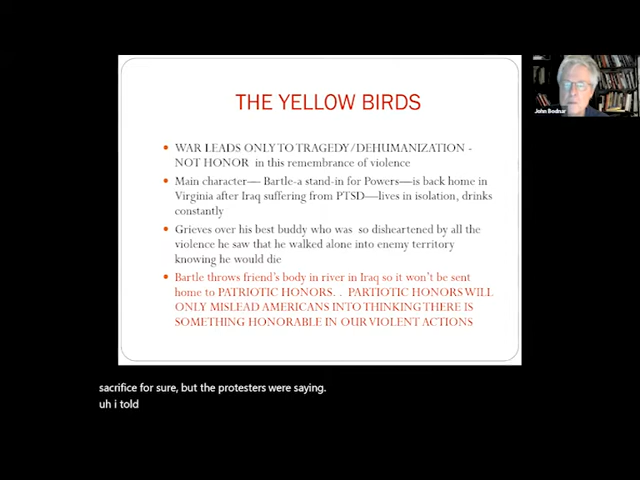 THE YELLOW BIRDS
John Bodnar
• WAR LEADS ONLY TO TRAGEDY/DEHUMANIZATION -
NOT HONOR in this remembrance of violence
• Main character— Bartle-a stand-in for Powers—is back home in
Virginia after Iraq suffering from PTSD—lives in isolation, drinks
constantly
• Grieves over his best buddy who was so disheartened by all the
violence he saw that he walked alone into enemy territory
knowing he would die
• Bartle throws friend's body in river in Iraq so it won't be sent
home to PATRIOTIC HONORS. . PARTIOTIC HONORS WILL
ONLY MISLEAD AMERICANS INTO THINKING THERE IS
SOMETHING HONORABLE IN OUR VIOLENT ACTIONS
sacrifice for sure, but the protesters were saying.
uh i told